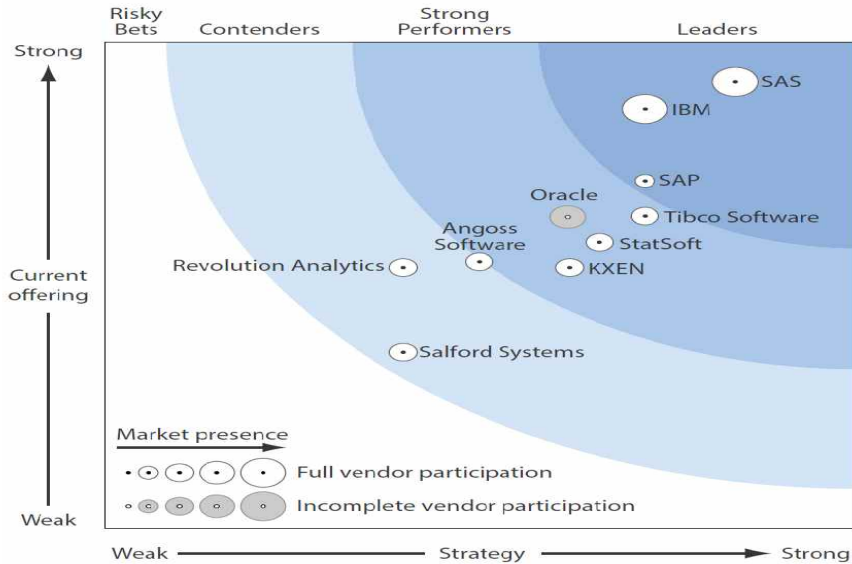 Risky
Bets
Contenders
Strong
Performers
Leaders
Strong
SAS
IBM
SAP
Oracle
Tibco Software
Angoss
Software
StatSoft
Revolution Analytics
KXEN
Current
offering
Salford Systems
Market presence
Full vendor participation
Incomplete vendor participation
Weak
Weak
Strategy
Strong